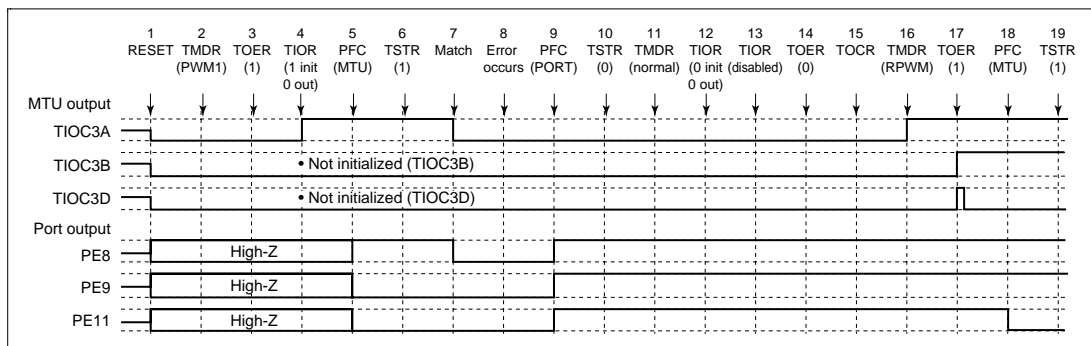 1 2 3 4 5 6 7 8 9 10 11 12 13 14 15 16 17 18 19
RESET TMDR TOER TIOR PFC TSTR Match Error PFC TSTR TMDR TIOR TIOR TOER TOCR TMDR TOER PFC TSTR
(PWM1) (1) (1 init (MTU) (1) occurs (PORT) (0) (normal) (0 init (disabled) (0) (RPWM) (1) (MTU) (1)
0 out) 0 out)
MTU output
TIOC3A
TIOC3B • Not initialized (TIOC3B)
TIOC3D • Not initialized (TIOC3D)
Port output
PE8 High-Z
PE9 High-Z
PE11 High-Z